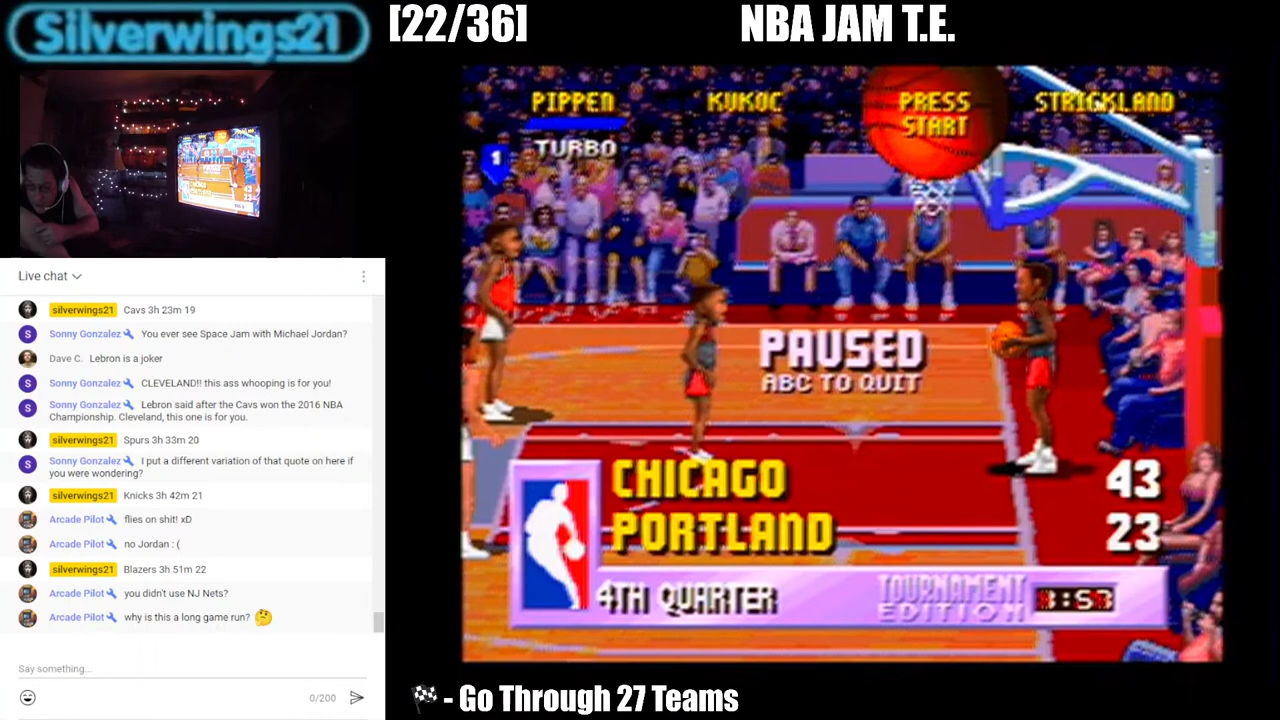 Silverwings21
[22/36]
NBA JAM T.E.
PIPPEN
KUKOC
PRESS
START
STRICKLAND
1
TURBO
PAUSED
ABC TO QUIT
CHICAGO
43
PORTLAND
23
4TH QUARTER
TOURNAMENT
EDITION
3:57
Live chat
silverwings21 Cavs 3h 23m 19
S Sonny Gonzalez You ever see Space Jam with Michael Jordan?
Dave C. Lebron is a joker
S Sonny Gonzalez CLEVELAND!! this ass whooping is for you!
S Sonny Gonzalez Lebron said after the Cavs won the 2016 NBA
Championship. Cleveland, this one is for you.
silverwings21 Spurs 3h 33m 20
S Sonny Gonzalez I put a different variation of that quote on here if
you were wondering?
silverwings21 Knicks 3h 42m 21
Arcade Pilot flies on shit! xD
Arcade Pilot no Jordan : (
silverwings21 Blazers 3h 51m 22
Arcade Pilot you didn't use NJ Nets?
Arcade Pilot why is this a long game run? 🤔
Say something...
0/200
🏁 - Go Through 27 Teams